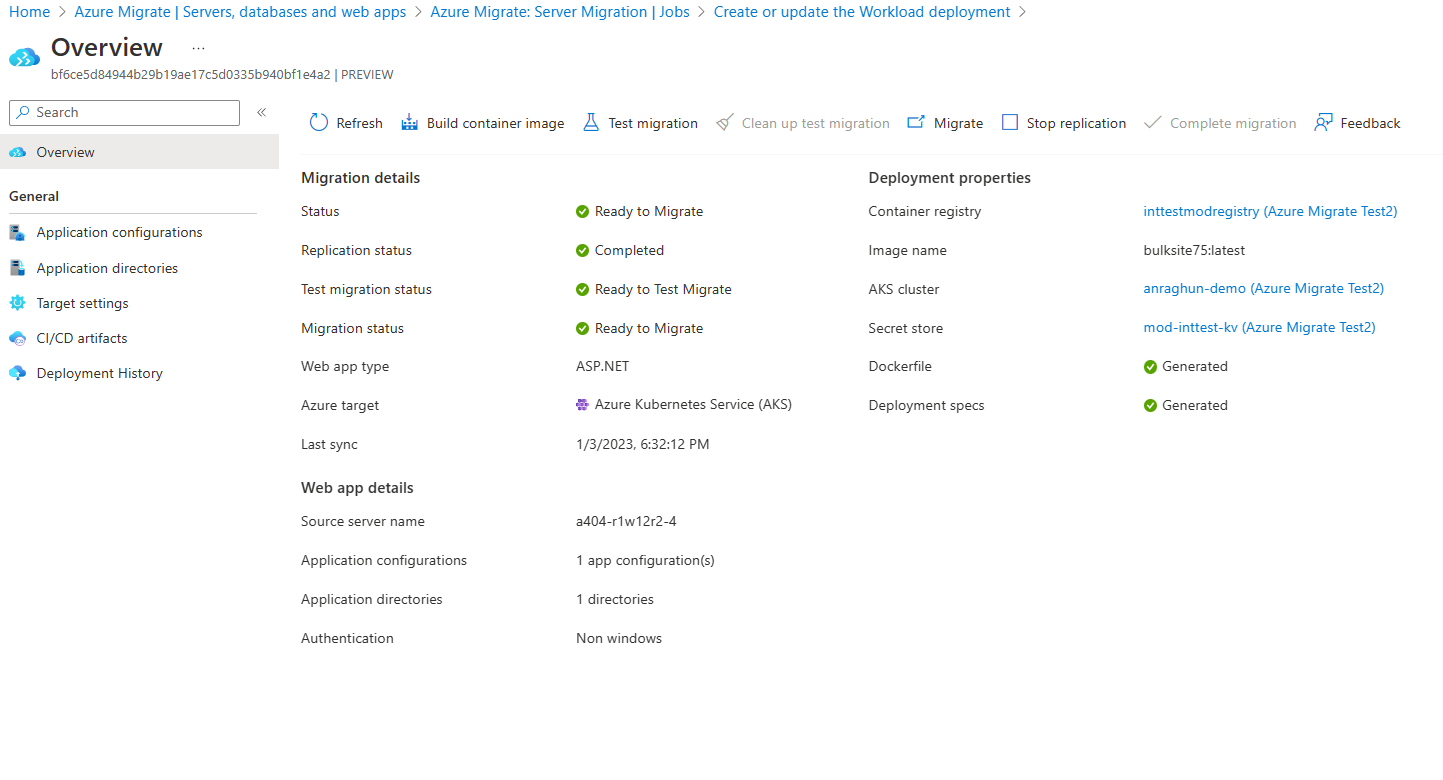 Home > Azure Migrate | Servers, databases and web apps > Azure Migrate: Server Migration | Jobs > Create or update the Workload deployment >
Overview ...
bf6ce5d84944b29b19ae17c5d0335b940bf1e4a2 | PREVIEW
Search «
Refresh Build container image Test migration Clean up test migration Migrate Stop replication Complete migration Feedback
Overview
General
Application configurations
Application directories
Target settings
CI/CD artifacts
Deployment History
Migration details
Status Ready to Migrate
Replication status Completed
Test migration status Ready to Test Migrate
Migration status Ready to Migrate
Web app type ASP.NET
Azure target Azure Kubernetes Service (AKS)
Last sync 1/3/2023, 6:32:12 PM
Web app details
Source server name a404-r1w12r2-4
Application configurations 1 app configuration(s)
Application directories 1 directories
Authentication Non windows
Deployment properties
Container registry inttestmodregistry (Azure Migrate Test2)
Image name bulksite75:latest
AKS cluster anraghun-demo (Azure Migrate Test2)
Secret store mod-inttest-kv (Azure Migrate Test2)
Dockerfile Generated
Deployment specs Generated